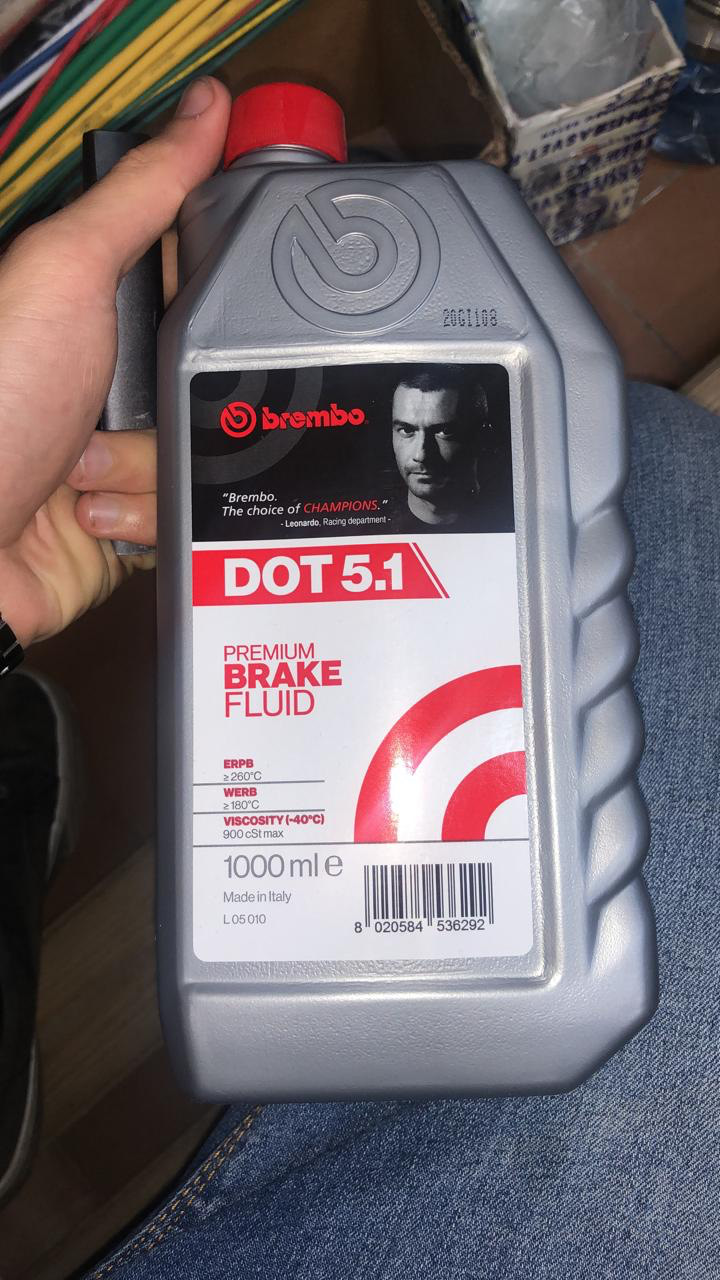 20GI108
brembo
"Brembo.
The choice of CHAMPIONS."
- Leonardo, Racing department -
DOT 5.1
PREMIUM
BRAKE
FLUID
ERPB
≥ 260°C
WERB
≥ 180°C
VISCOSITY (-40°C)
900 cSt max
1000 ml e
Made in Italy
L 05 010
8 020584 536292